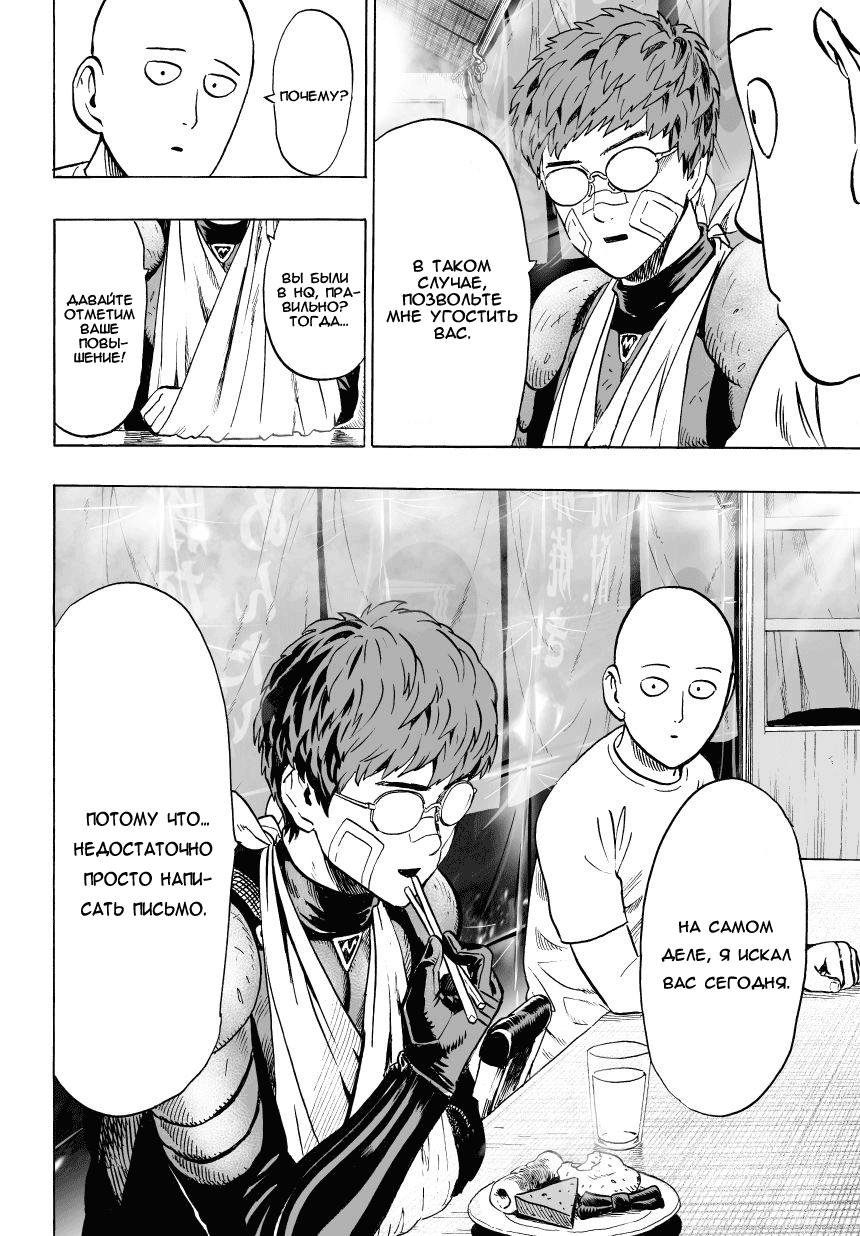 В ТАКОМ
СЛУЧАЕ,
ПОЗВОЛЬТЕ
МНЕ УГОСТИТЬ
ВАС.
ПОЧЕМУ?
ВЫ БЫЛИ
В HQ, ПРА-
ВИЛЬНО?
ТОГДА...
ДАВАЙТЕ
ОТМЕТИМ
ВАШЕ
ПОВЫ-
ШЕНИЕ!
НА САМОМ
ДЕЛЕ, Я ИСКАЛ
ВАС СЕГОДНЯ.
ПОТОМУ ЧТО...
НЕДОСТАТОЧНО
ПРОСТО НАПИ-
САТЬ ПИСЬМО.